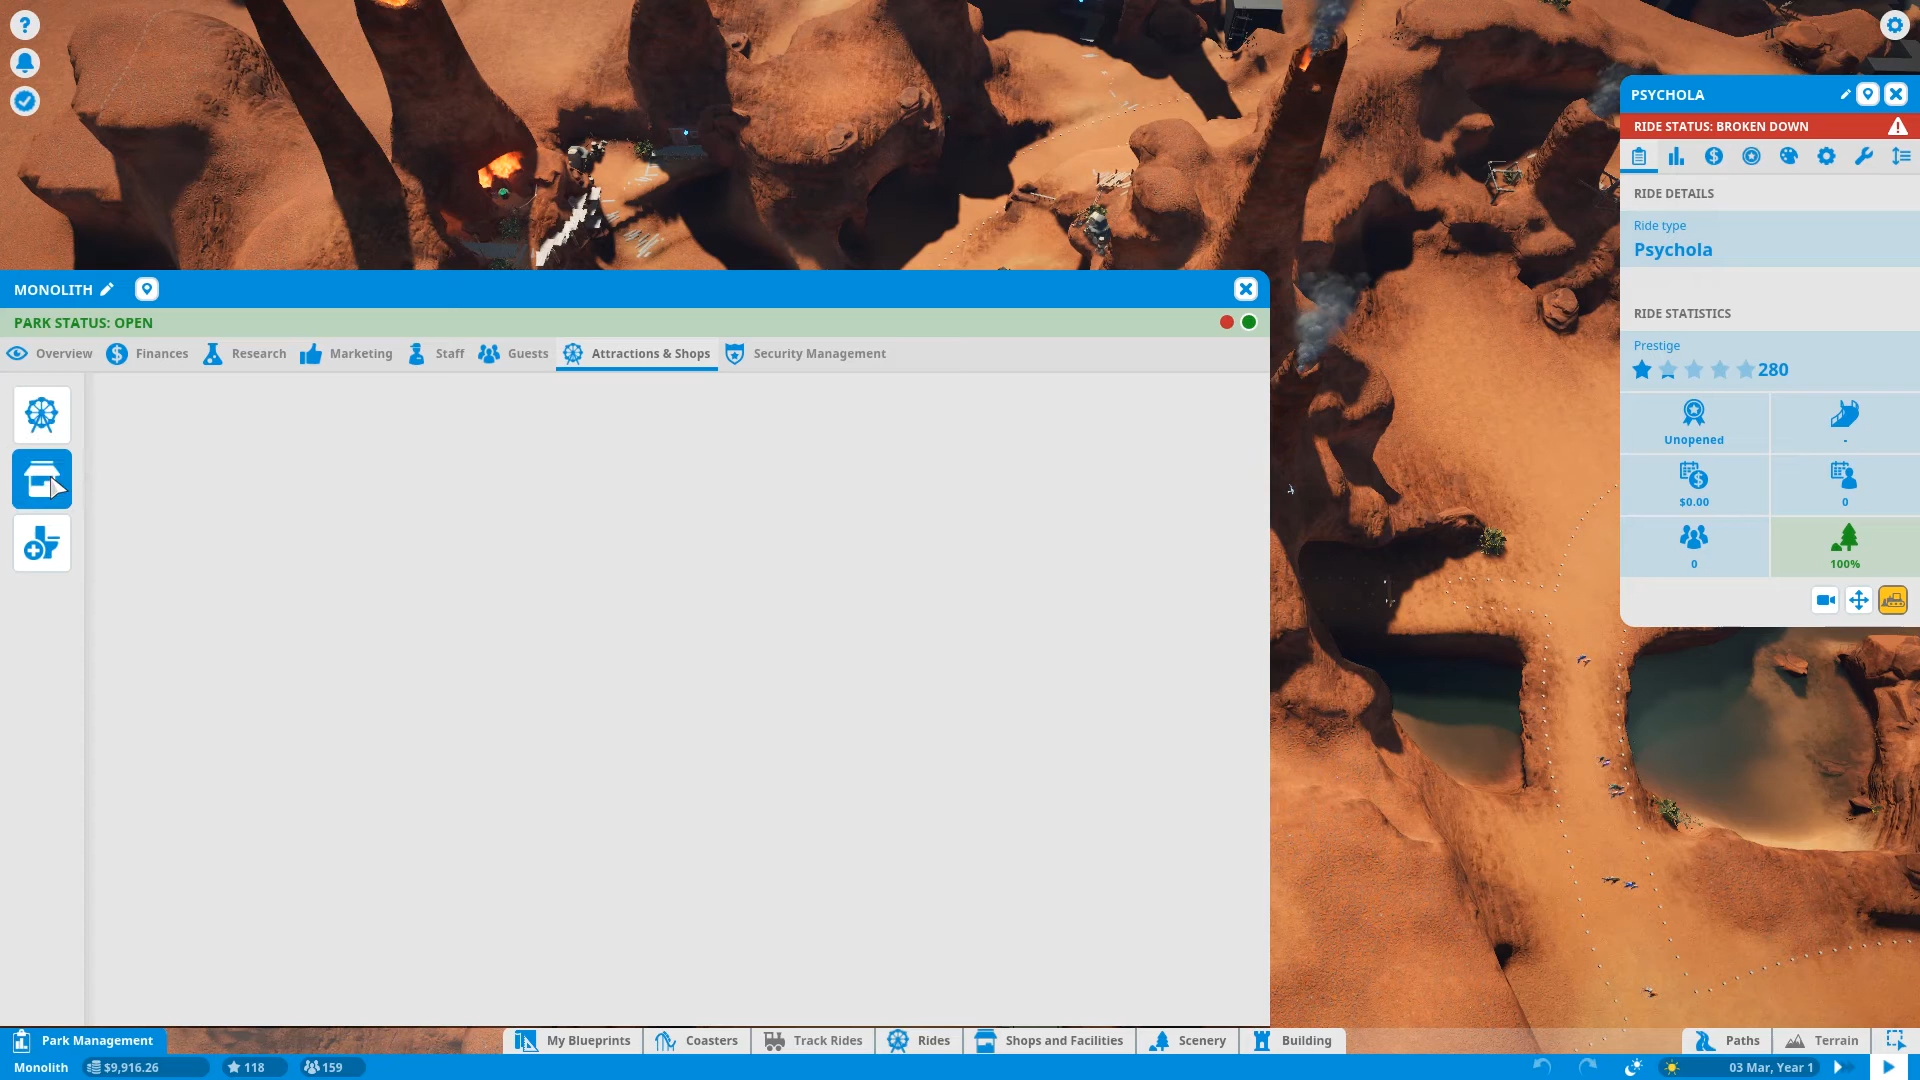 PSYCHOLA
RIDE STATUS: BROKEN DOWN
RIDE DETAILS
Ride type
Psychola
RIDE STATISTICS
Prestige
280
Unopened
-
$0.00
0
0
100%
MONOLITH
PARK STATUS: OPEN
Overview
Finances
Research
Marketing
Staff
Guests
Attractions & Shops
Security Management
Park Management
My Blueprints
Coasters
Track Rides
Rides
Shops and Facilities
Scenery
Building
Paths
Terrain
Monolith
$9,916.26
118
159
03 Mar, Year 1